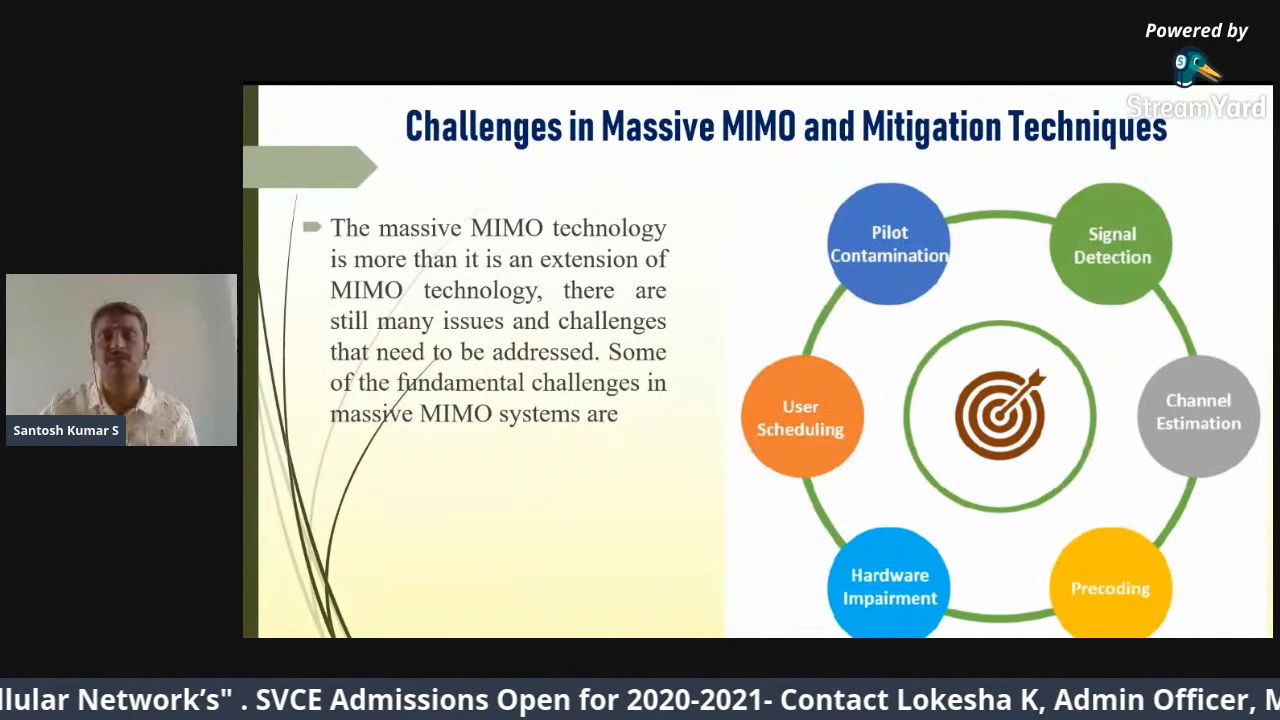 Powered by
StreamYard
Challenges in Massive MIMO and Mitigation Techniques
The massive MIMO technology
is more than it is an extension of
MIMO technology, there are
still many issues and challenges
that need to be addressed. Some
of the fundamental challenges in
massive MIMO systems are
Pilot
Contamination
Signal
Detection
User
Scheduling
Channel
Estimation
Hardware
Impairment
Precoding
Santosh Kumar S
llular Network’s" . SVCE Admissions Open for 2020-2021- Contact Lokesha K, Admin Officer, M